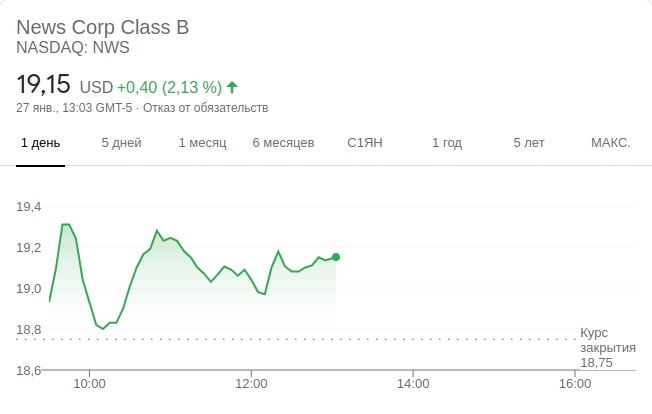 News Corp Class B
NASDAQ: NWS
19,15 USD +0,40 (2,13 %)
27 янв., 13:03 GMT-5 · Отказ от обязательств
1 день 5 дней 1 месяц 6 месяцев С1ЯН 1 год 5 лет МАКС.
19,4
19,2
19,0
18,8
Курс
закрытия
18,75
18,6
10:00 12:00 14:00 16:00